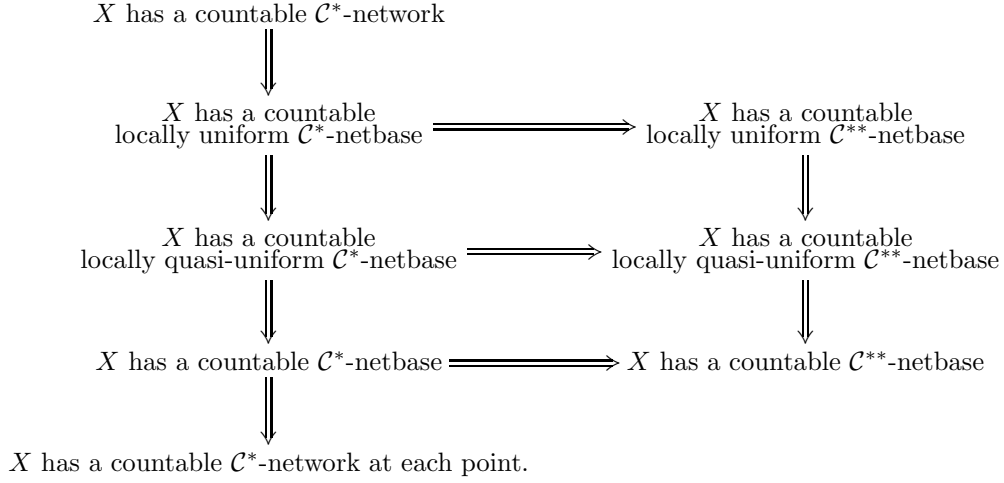 X has a countable C*-network
X has a countable
locally uniform C*-netbase
X has a countable
locally uniform C**-netbase
X has a countable
locally quasi-uniform C*-netbase
X has a countable
locally quasi-uniform C**-netbase
X has a countable C*-netbase
X has a countable C**-netbase
X has a countable C*-network at each point.